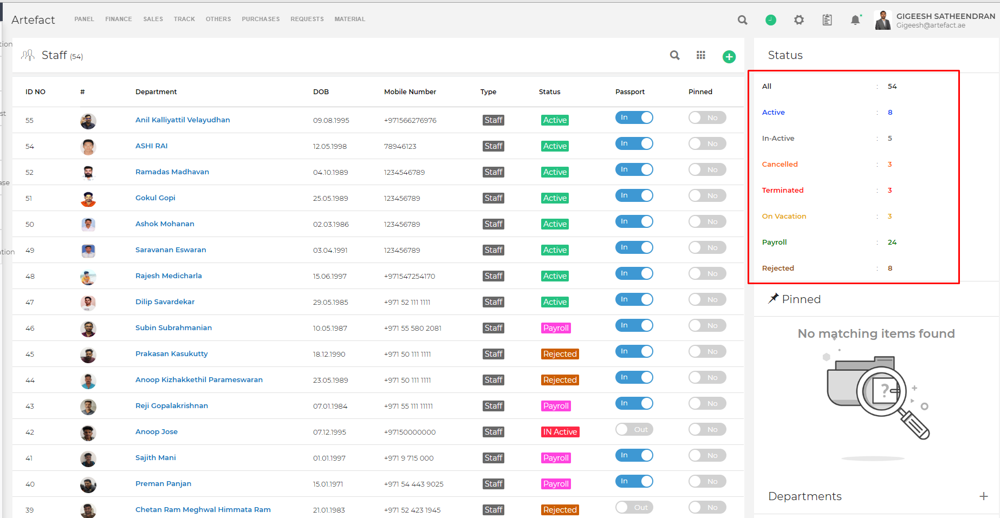 Artefact PANEL FINANCE SALES TRACK OTHERS PURCHASES REQUESTS MATERIAL GIGEESH SATHEENDRAN
Gigeesh@artefact.ae
tion
st
ase
ation
Staff (54)
ID NO # Department DOB Mobile Number Type Status Passport Pinned
55 Anil Kalliyattil Velayudhan 09.08.1995 +971566276976 Staff Active In No
54 ASHI RAI 12.05.1998 78946123 Staff Active In No
52 Ramadas Madhavan 04.10.1989 1234546789 Staff Active In No
51 Gokul Gopi 25.05.1989 123456789 Staff Active In No
50 Ashok Mohanan 02.03.1986 123456789 Staff Active In No
49 Saravanan Eswaran 03.04.1991 123456789 Staff Active In No
48 Rajesh Medicharla 15.06.1997 +971547254170 Staff Active In No
47 Dilip Savardekar 29.05.1985 +971 52 111 1111 Staff Active In No
46 Subin Subrahmanian 10.05.1987 +971 55 580 2081 Staff Payroll In No
45 Prakasan Kasukutty 18.12.1990 +971 50 111 1111 Staff Rejected In No
44 Anoop Kizhakkethil Parameswaran 23.05.1989 +971 50 111 1111 Staff Rejected In No
43 Reji Gopalakrishnan 07.01.1984 +971 55 111 11111 Staff Payroll In No
42 Anoop Jose 07.12.1995 +97150000000 Staff IN Active Out No
41 Sajith Mani 01.01.1997 +971 9 715 000 Staff Payroll In No
40 Preman Panjan 15.01.1971 +971 54 443 9025 Staff Payroll In No
39 Chetan Ram Meghwal Himmata Ram 21.01.1983 +971 52 423 1945 Staff Rejected Out No
Status
All : 54
Active : 8
In-Active : 5
Cancelled : 3
Terminated : 3
On Vacation : 3
Payroll : 24
Rejected : 8
Pinned
No matching items found
?
Departments +